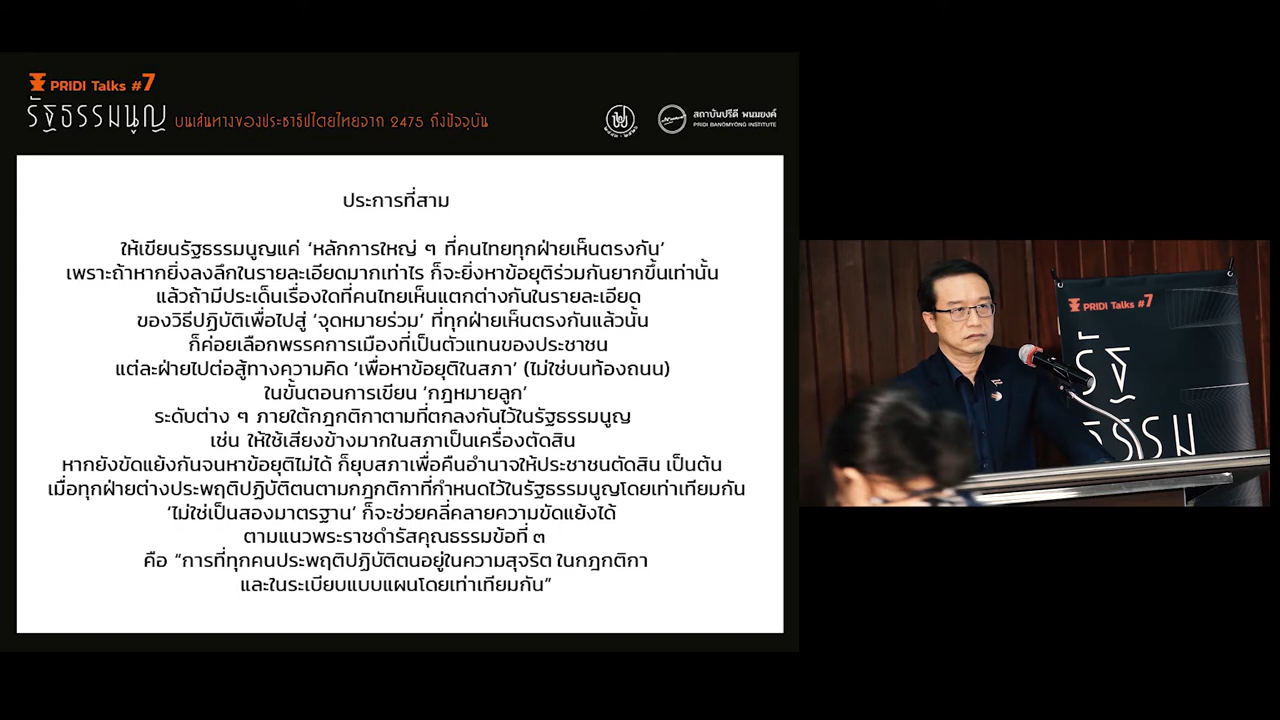 PRIDI Talks #7
รัฐธรรมนูญ บนเส้นทางของประชาธิปไตยไทยจาก 2475 ถึงปัจจุบัน
สถาบันปรีดี พนมยงค์
PRIDI BANOMYONG INSTITUTE
ประการที่สาม
ให้เขียนรัฐธรรมนูญแค่ ‘หลักการใหญ่ ๆ ที่คนไทยทุกฝ่ายเห็นตรงกัน’
เพราะถ้าหากยิ่งลงลึกในรายละเอียดมากเท่าไร ก็จะยิ่งหาข้อยุติร่วมกันยากขึ้นเท่านั้น
แล้วถ้ามีประเด็นเรื่องใดที่คนไทยเห็นแตกต่างกันในรายละเอียด
ของวิธีปฏิบัติเพื่อไปสู่ ‘จุดหมายร่วม’ ที่ทุกฝ่ายเห็นตรงกันแล้วนั้น
ก็ค่อยเลือกพรรคการเมืองที่เป็นตัวแทนของประชาชน
แต่ละฝ่ายไปต่อสู้ทางความคิด ‘เพื่อหาข้อยุติในสภา’ (ไม่ใช่บนท้องถนน)
ในขั้นตอนการเขียน ‘กฎหมายลูก’
ระดับต่าง ๆ ภายใต้กฎกติกาตามที่ตกลงกันไว้ในรัฐธรรมนูญ
เช่น ให้ใช้เสียงข้างมากในสภาเป็นเครื่องตัดสิน
หากยังขัดแย้งกันจนหาข้อยุติไม่ได้ ก็ยุบสภาเพื่อคืนอำนาจให้ประชาชนตัดสิน เป็นต้น
เมื่อทุกฝ่ายต่างประพฤติปฏิบัติตนตามกฎกติกาที่กำหนดไว้ในรัฐธรรมนูญโดยเท่าเทียมกัน
‘ไม่ใช่เป็นสองมาตรฐาน’ ก็จะช่วยคลี่คลายความขัดแย้งได้
ตามแนวพระราชดำรัสคุณธรรมข้อที่ ๓
คือ “การที่ทุกคนประพฤติปฏิบัติตนอยู่ในความสุจริต ในกฎกติกา
และในระเบียบแบบแผนโดยเท่าเทียมกัน”
PRIDI Talks #7
รัฐ
ธรรม